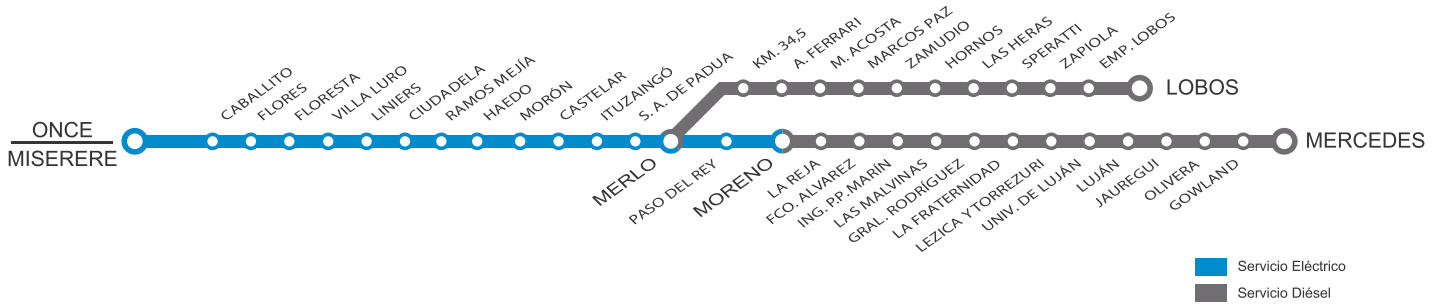 ONCE
MISERERE
CABALLITO
FLORES
FLORESTA
VILLA LURO
LINIERS
CIUDADELA
RAMOS MEJÍA
HAEDO
MORÓN
CASTELAR
ITUZAINGÓ
S. A. DE PADUA
MERLO
KM. 34,5
A. FERRARI
M. ACOSTA
MARCOS PAZ
ZAMUDIO
HORNOS
LAS HERAS
SPERATTI
ZAPIOLA
EMP. LOBOS
LOBOS
PASO DEL REY
MORENO
LA REJA
FCO. ALVAREZ
ING. P.P. MARÍN
LAS MALVINAS
GRAL. RODRÍGUEZ
LA FRATERNIDAD
LEZICA Y TORREZURI
UNIV. DE LUJÁN
LUJÁN
JAUREGUI
OLIVERA
GOWLAND
MERCEDES
Servicio Eléctrico
Servicio Diésel